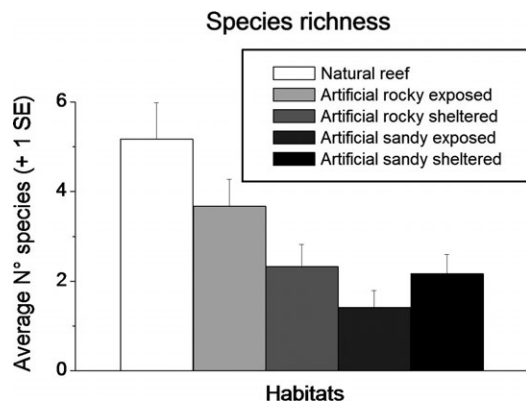 Species richness
Natural reef
Artificial rocky exposed
Artificial rocky sheltered
Artificial sandy exposed
Artificial sandy sheltered
6
4
2
0
Average N° species (+ 1 SE)
Habitats